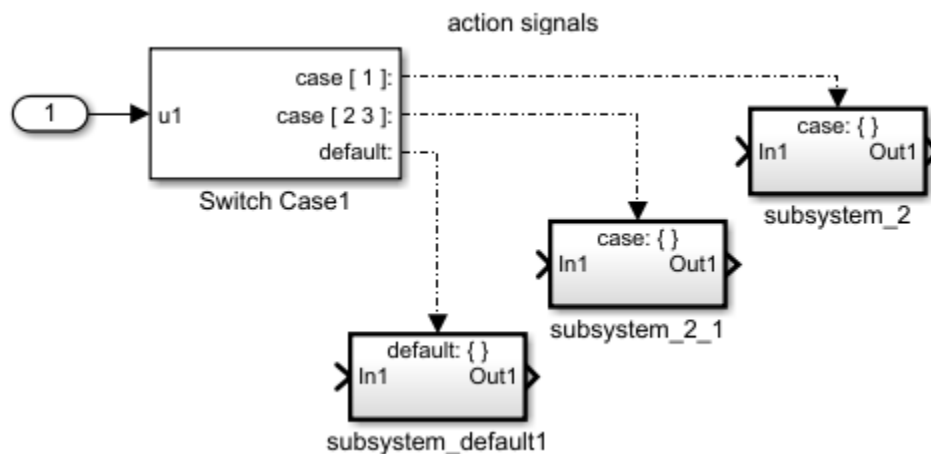 action signals
1
u1
case [ 1 ]:
case [ 2 3 ]:
default:
Switch Case1
case: { }
In1
Out1
subsystem_2
case: { }
In1
Out1
subsystem_2_1
default: { }
In1
Out1
subsystem_default1